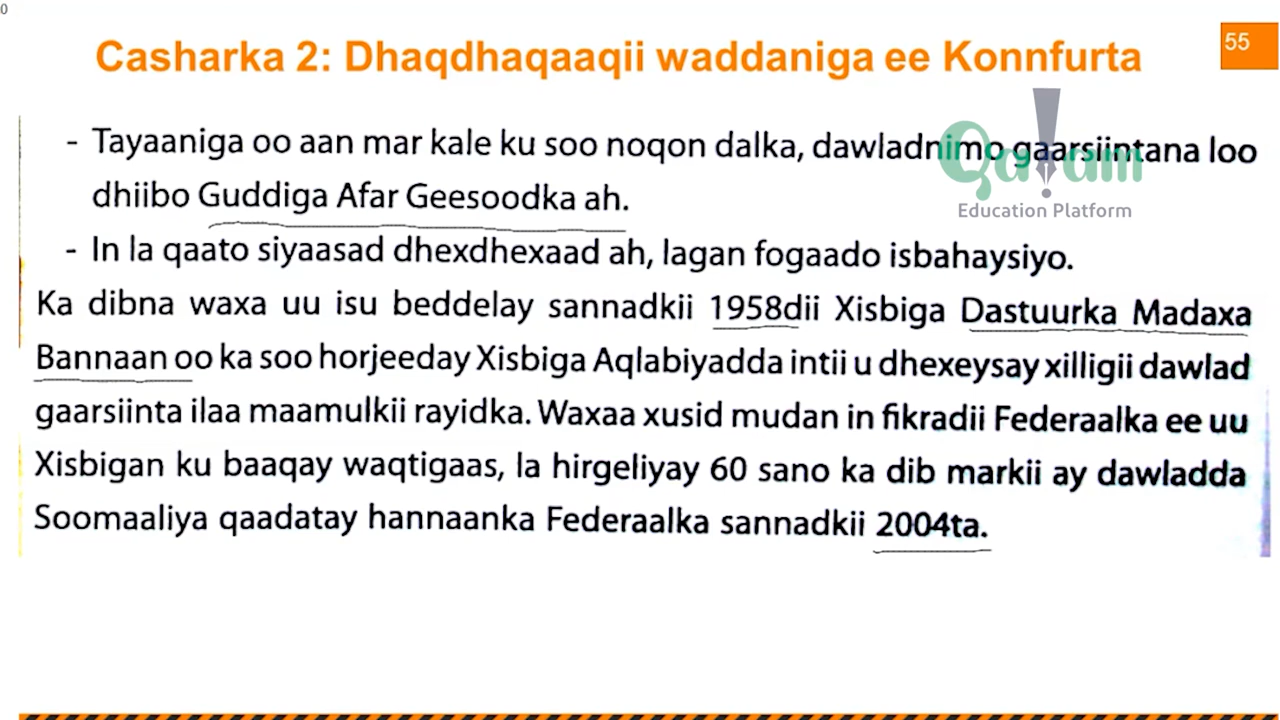 0
Casharka 2: Dhaqdhaqaaqii waddaniga ee Konnfurta
55
- Tayaaniga oo aan mar kale ku soo noqon dalka, dawladnimo gaarsiintana loo
dhiibo Guddiga Afar Geesoodka ah.
Qalam
Education Platform
- In la qaato siyaasad dhexdhexaad ah, lagan fogaado isbahaysiyo.
Ka dibna waxa uu isu beddelay sannadkii 1958dii Xisbiga Dastuurka Madaxa
Bannaan oo ka soo horjeeday Xisbiga Aqlabiyadda intii u dhexeysay xilligii dawlad
gaarsiinta ilaa maamulkii rayidka. Waxaa xusid mudan in fikradii Federaalka ee uu
Xisbigan ku baaqay waqtigaas, la hirgeliyay 60 sano ka dib markii ay dawladda
Soomaaliya qaadatay hannaanka Federaalka sannadkii 2004ta.